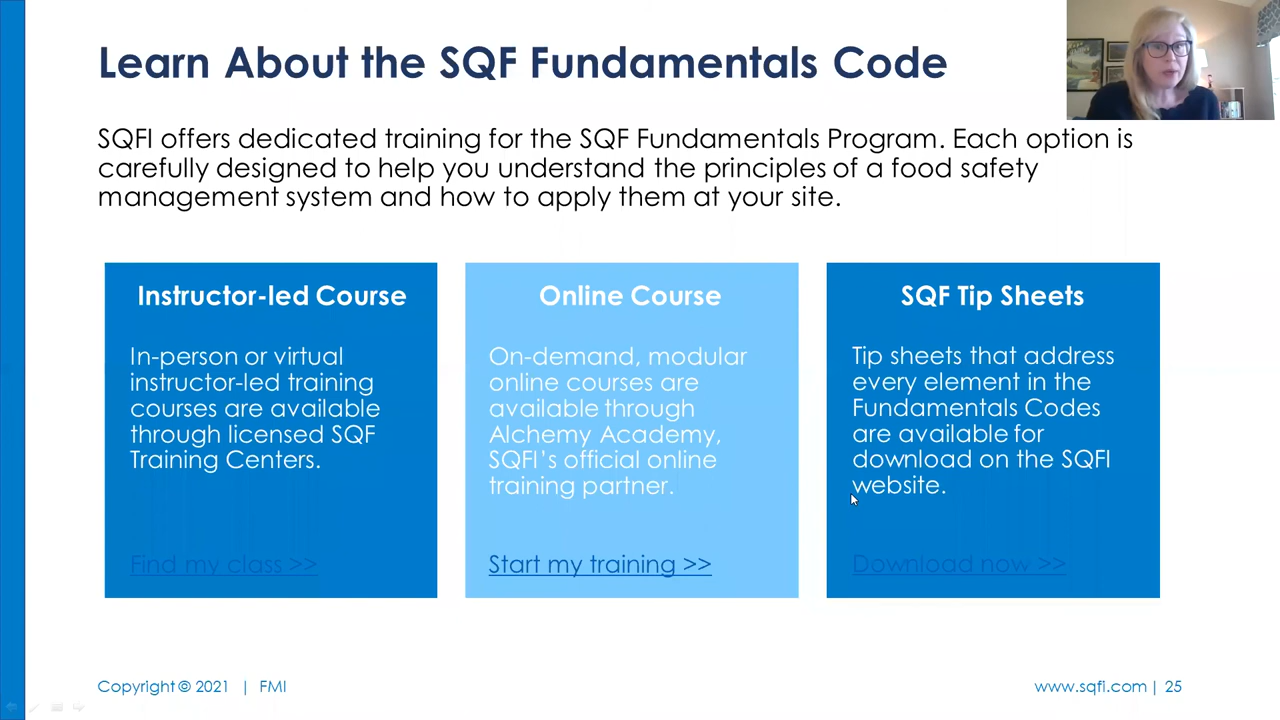 Learn About the SQF Fundamentals Code
SQFI offers dedicated training for the SQF Fundamentals Program. Each option is
carefully designed to help you understand the principles of a food safety
management system and how to apply them at your site.
Instructor-led Course
In-person or virtual
instructor-led training
courses are available
through licensed SQF
Training Centers.
Find my class >>
Online Course
On-demand, modular
online courses are
available through
Alchemy Academy,
SQFI's official online
training partner.
Start my training >>
SQF Tip Sheets
Tip sheets that address
every element in the
Fundamentals Codes
are available for
download on the SQFI
website.
Download now >>
Copyright © 2021 | FMI
www.sqfi.com | 25